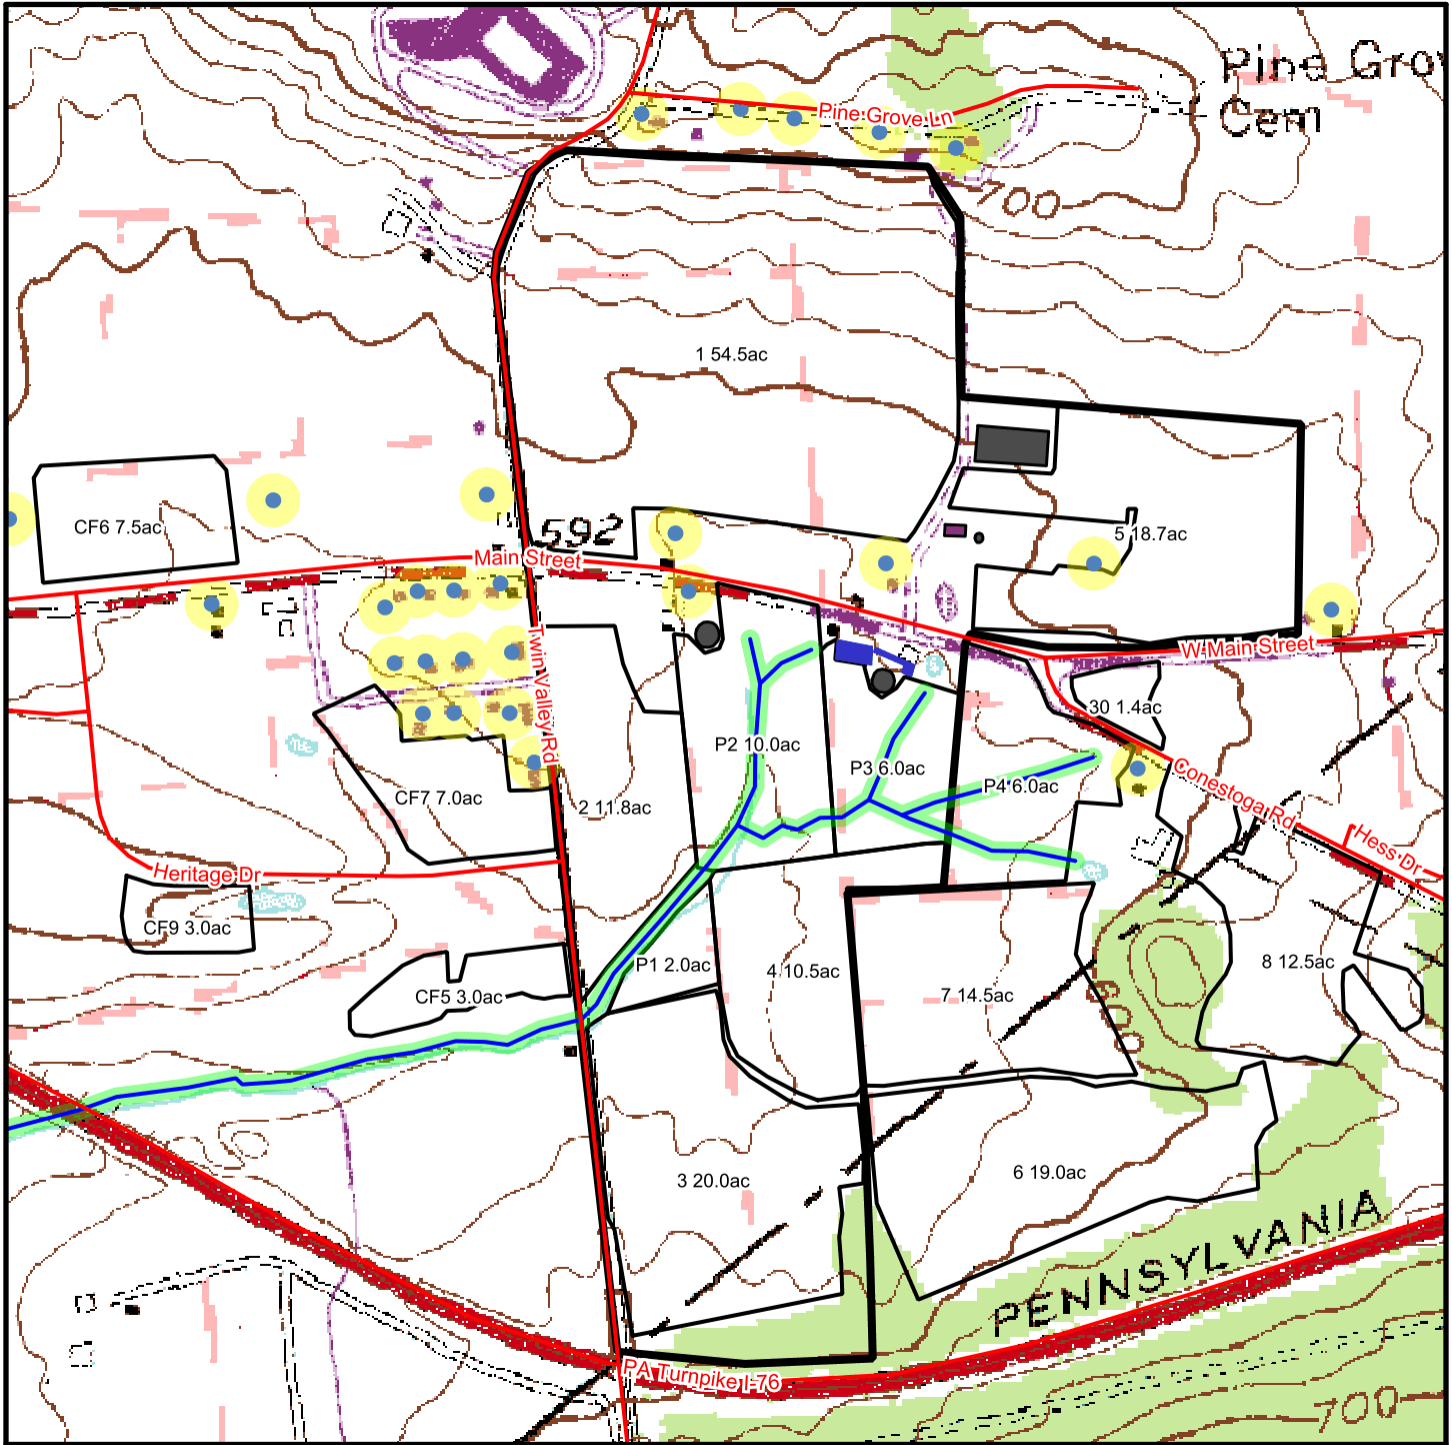 Pine Gro
Cem
Pine Grove Ln
700
1 54.5ac
CF6 7.5ac
592
5 18.7ac
Main Street
W Main Street
Twin Valley Rd
30 1.4ac
P2 10.0ac
P3 6.0ac
P4 6.0ac
CF7 7.0ac
2 11.8ac
Conestoga Rd
Hess Dr
Heritage Dr
CF9 3.0ac
P1 2.0ac
4 10.5ac
8 12.5ac
CF5 3.0ac
7 14.5ac
600
3 20.0ac
6 19.0ac
PENNSYLVANIA
PA Turnpike I-76
700